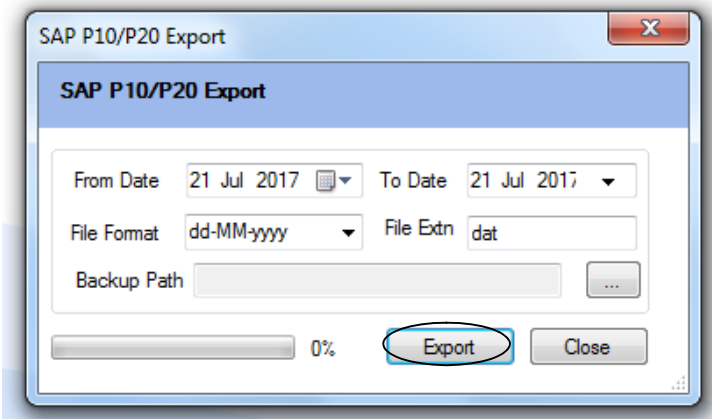 SAP P10/P20 Export
x
SAP P10/P20 Export
From Date 21 Jul 2017 To Date 21 Jul 2017
File Format dd-MM-yyyy File Extn dat
Backup Path ...
0% Export Close